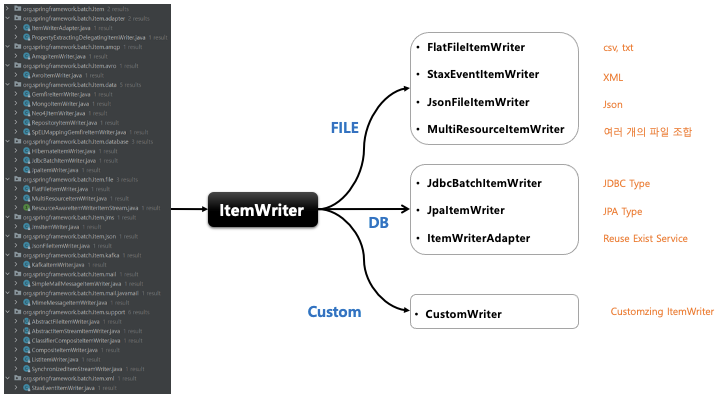 org.springframework.batch.item 2 results
org.springframework.batch.item.adapter 2 results
ItemWriterAdapter.java 1 result
PropertyExtractingDelegatingItemWriter.java 1 result
org.springframework.batch.item.amqp 1 result
AmqpItemWriter.java 1 result
org.springframework.batch.item.avro 1 result
AvroItemWriter.java 1 result
org.springframework.batch.item.data 5 results
GemfireItemWriter.java 1 result
MongoItemWriter.java 1 result
Neo4jItemWriter.java 1 result
RepositoryItemWriter.java 1 result
SpELMappingGemfireItemWriter.java 1 result
org.springframework.batch.item.database 3 results
HibernateItemWriter.java 1 result
JdbcBatchItemWriter.java 1 result
JpaItemWriter.java 1 result
org.springframework.batch.item.file 3 results
FlatFileItemWriter.java 1 result
MultiResourceItemWriter.java 1 result
ResourceAwareItemWriterItemStream.java 1 result
org.springframework.batch.item.jms 1 result
JmsItemWriter.java 1 result
org.springframework.batch.item.json 1 result
JsonFileItemWriter.java 1 result
org.springframework.batch.item.kafka 1 result
KafkaItemWriter.java 1 result
org.springframework.batch.item.mail 1 result
SimpleMailMessageItemWriter.java 1 result
org.springframework.batch.item.mail.javamail 1 result
MimeMessageItemWriter.java 1 result
org.springframework.batch.item.support 6 results
AbstractFileItemWriter.java 1 result
AbstractItemStreamItemWriter.java 1 result
ClassifierCompositeItemWriter.java 1 result
CompositeItemWriter.java 1 result
ListItemWriter.java 1 result
SynchronizedItemStreamWriter.java 1 result
org.springframework.batch.item.xml 1 result
StaxEventItemWriter.java 1 result
ItemWriter
FILE
• FlatFileItemWriter csv, txt
• StaxEventItemWriter XML
• JsonFileItemWriter Json
• MultiResourceItemWriter 여러 개의 파일 조합
DB
• JdbcBatchItemWriter JDBC Type
• JpaItemWriter JPA Type
• ItemWriterAdapter Reuse Exist Service
Custom
• CustomWriter Customzing ItemWriter